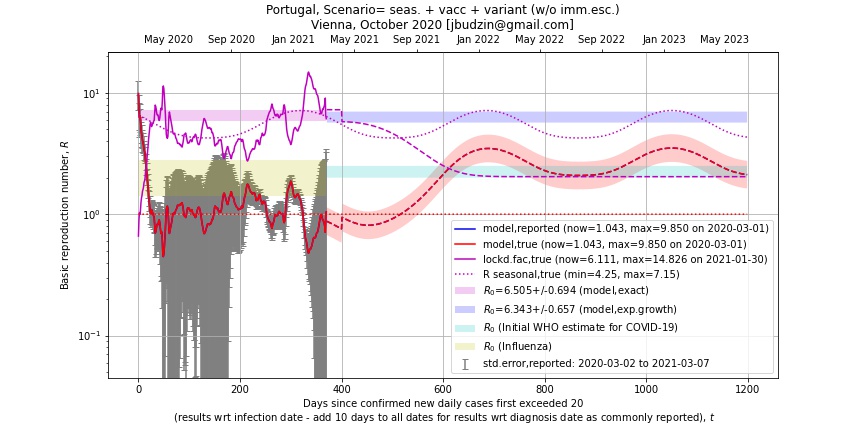 Portugal, Scenario= seas. + vacc + variant (w/o imm.esc.)
Vienna, October 2020 [jbudzin@gmail.com]
May 2020 Sep 2020 Jan 2021 May 2021 Sep 2021 Jan 2022 May 2022 Sep 2022 Jan 2023 May 2023
Basic reproduction number, R
10¹
10⁰
10⁻¹
model,reported (now=1.043, max=9.850 on 2020-03-01)
model,true (now=1.043, max=9.850 on 2020-03-01)
lockd.fac,true (now=6.111, max=14.826 on 2021-01-30)
R seasonal,true (min=4.25, max=7.15)
R₀=6.505+/-0.694 (model,exact)
R₀=6.343+/-0.657 (model,exp.growth)
R₀ (Initial WHO estimate for COVID-19)
R₀ (Influenza)
std.error,reported: 2020-03-02 to 2021-03-07
0 200 400 600 800 1000 1200
Days since confirmed new daily cases first exceeded 20
(results wrt infection date - add 10 days to all dates for results wrt diagnosis date as commonly reported), t